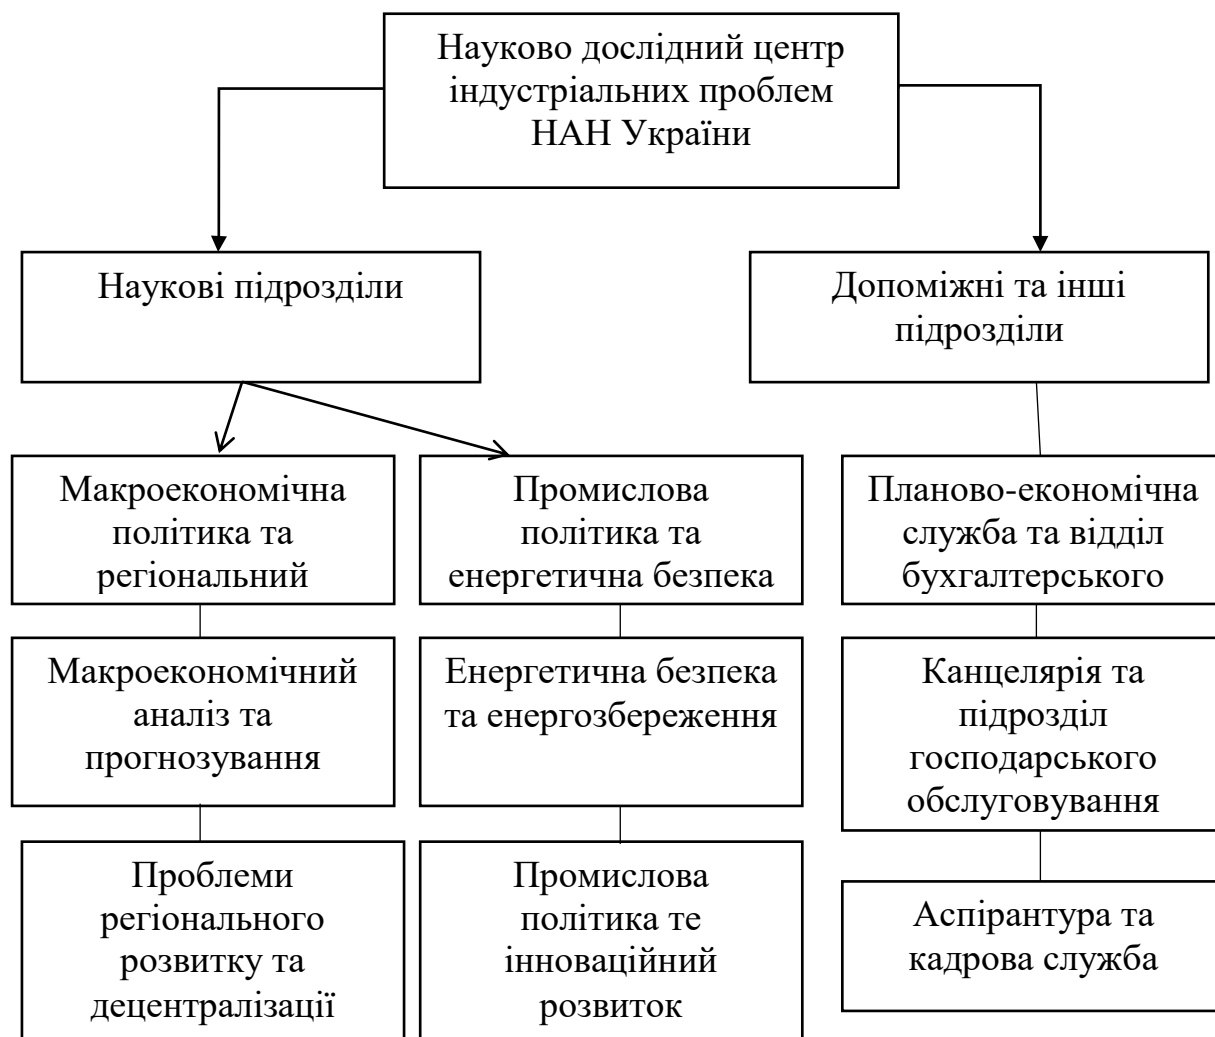 Науково дослідний центр
індустріальних проблем
НАН України
Наукові підрозділи
Допоміжні та інші
підрозділи
Макроекономічна
політика та
регіональний
Промислова
політика та
енергетична безпека
Планово-економічна
служба та відділ
бухгалтерського
Макроекономічний
аналіз та
прогнозування
Енергетична безпека
та енергозбереження
Канцелярія та
підрозділ
господарського
обслуговування
Проблеми
регіонального
розвитку та
децентралізації
Промислова
політика те
інноваційний
розвиток
Аспірантура та
кадрова служба